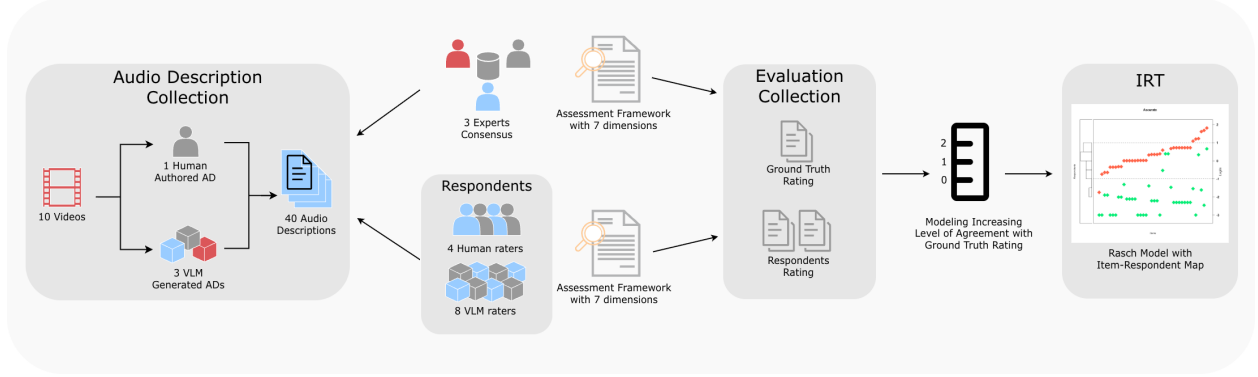 Audio Description
Collection
10 Videos
1 Human
Authored AD
3 VLM
Generated ADs
40 Audio
Descriptions
3 Experts
Consensus
Assessment Framework
with 7 dimensions
Respondents
4 Human raters
8 VLM raters
Assessment Framework
with 7 dimensions
Evaluation
Collection
Ground Truth
Rating
Respondents
Rating
2
1
0
Modeling Increasing
Level of Agreement with
Ground Truth Rating
IRT
Rasch Model with
Item-Respondent Map